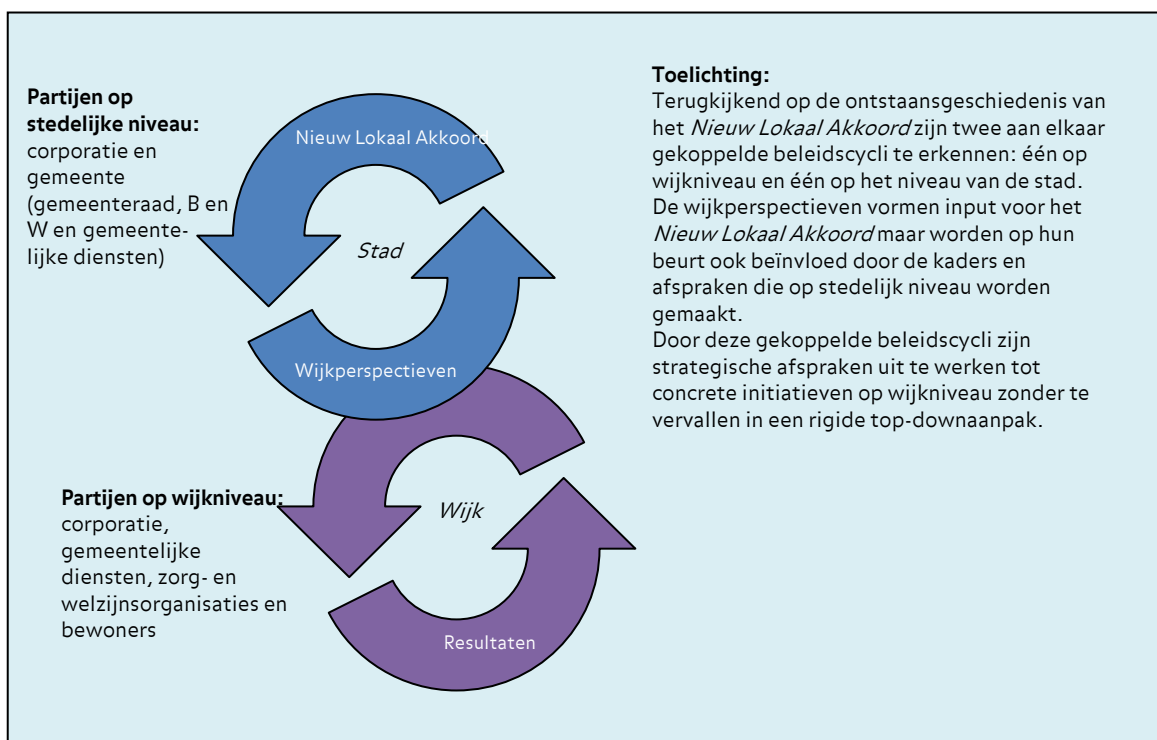 Partijen op
stedelijke niveau:
corporatie en
gemeente
(gemeenteraad, B en
W en gemeente-
lijke diensten)
Nieuw Lokaal Akkoord
Stad
Wijkperspectieven
Partijen op wijkniveau:
corporatie,
gemeentelijke
diensten, zorg- en
welzijnsorganisaties en
bewoners
Wijk
Resultaten
Toelichting:
Terugkijkend op de ontstaansgeschiedenis van
het Nieuw Lokaal Akkoord zijn twee aan elkaar
gekoppelde beleidscycli te erkennen: één op
wijkniveau en één op het niveau van de stad.
De wijkperspectieven vormen input voor het
Nieuw Lokaal Akkoord maar worden op hun
beurt ook beïnvloed door de kaders en
afspraken die op stedelijk niveau worden
gemaakt.
Door deze gekoppelde beleidscycli zijn
strategische afspraken uit te werken tot
concrete initiatieven op wijkniveau zonder te
vervallen in een rigide top-downaanpak.